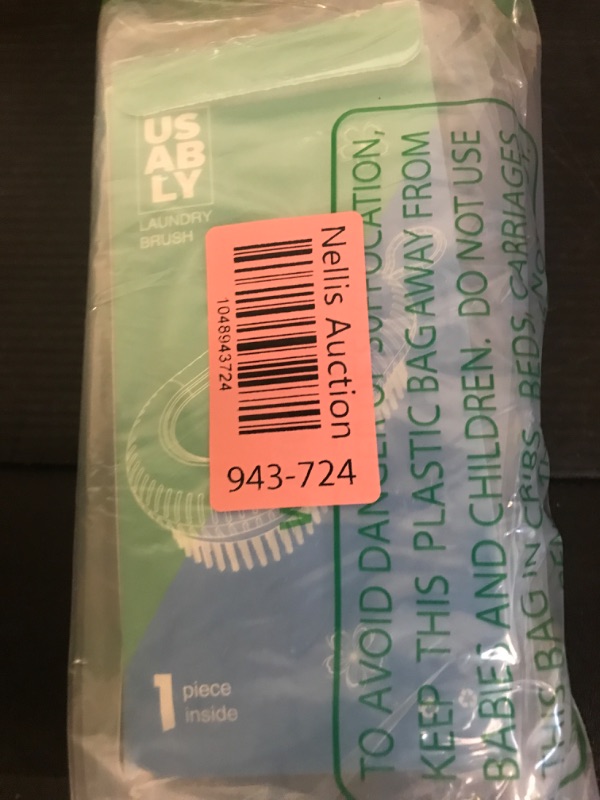 US
AB
LY
LAUNDRY
BRUSH
Nellis Auction
1048943724
943-724
1 piece
inside
TO AVOID DANGER OF SUFFOCATION,
KEEP THIS PLASTIC BAG AWAY FROM
BABIES AND CHILDREN. DO NOT USE
THIS BAG IN CRIBS, BEDS, CARRIAGES